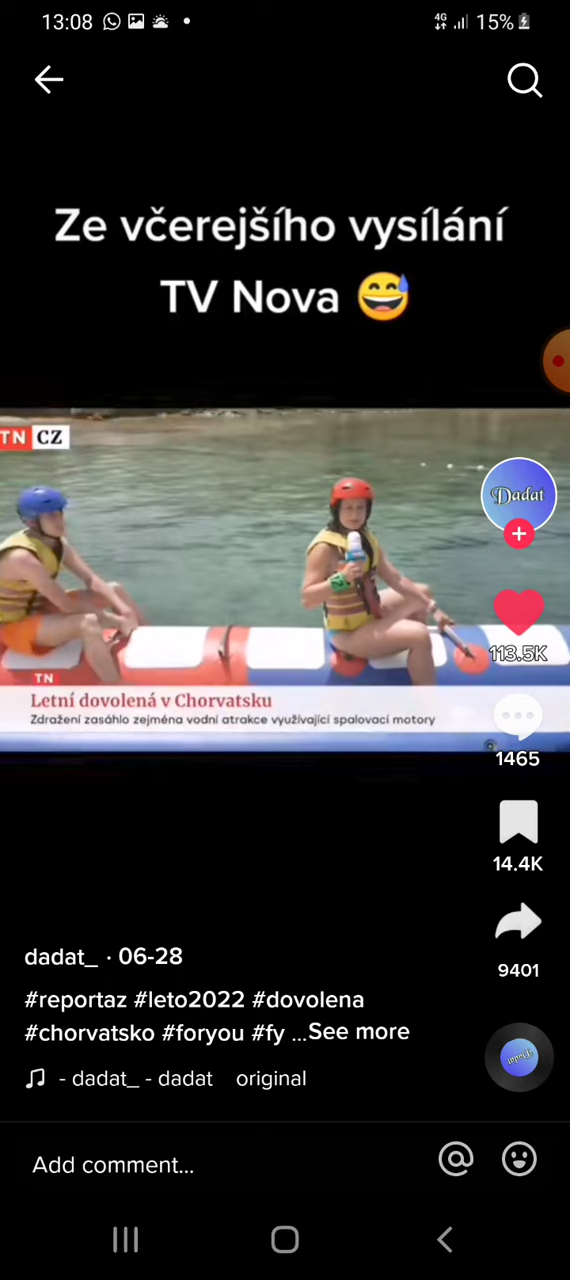 13:08 4G 15%
Ze včerejšího vysílání
TV Nova 😅
TN CZ
Dadat
113.5K
TN
Letní dovolená v Chorvatsku
Zdražení zasáhlo zejména vodní atrakce využívající spalovací motory
1465
14.4K
9401
dadat_ · 06-28
#reportaz #leto2022 #dovolena
#chorvatsko #foryou #fy ...See more
- dadat_ - dadat original
Add comment...